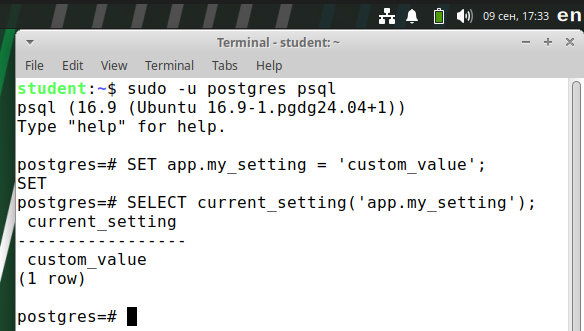 09 сен, 17:33 en
Terminal - student: ~
File Edit View Terminal Tabs Help
student:~$ sudo -u postgres psql
psql (16.9 (Ubuntu 16.9-1.pgdg24.04+1))
Type "help" for help.
postgres=# SET app.my_setting = 'custom_value';
SET
postgres=# SELECT current_setting('app.my_setting');
current_setting
-----------------
custom_value
(1 row)
postgres=#